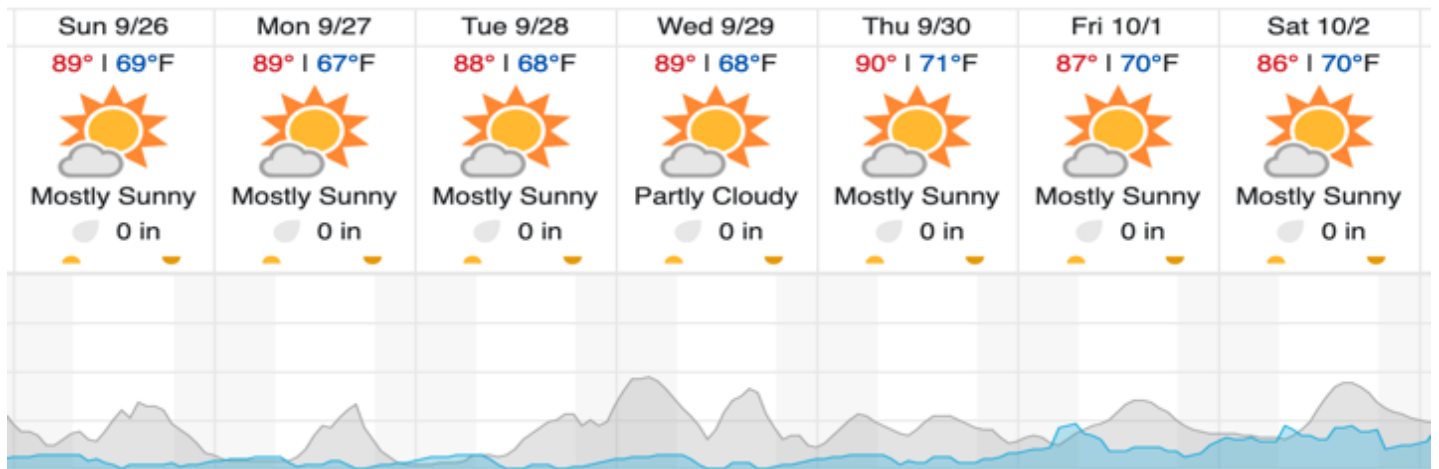 Sun 9/26 Mon 9/27 Tue 9/28 Wed 9/29 Thu 9/30 Fri 10/1 Sat 10/2
89° | 69°F 89° | 67°F 88° | 68°F 89° | 68°F 90° | 71°F 87° | 70°F 86° | 70°F
Mostly Sunny Mostly Sunny Mostly Sunny Partly Cloudy Mostly Sunny Mostly Sunny Mostly Sunny
0 in 0 in 0 in 0 in 0 in 0 in 0 in